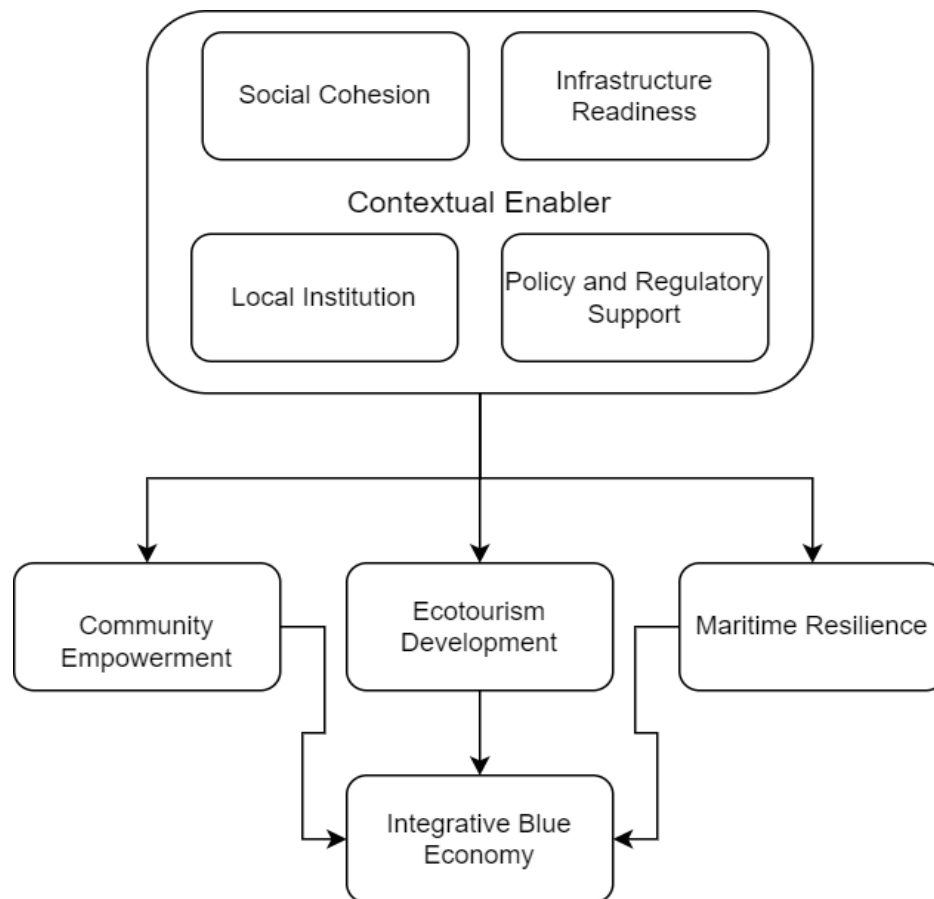 Social Cohesion
Infrastructure
Readiness
Contextual Enabler
Local Institution
Policy and Regulatory
Support
Community
Empowerment
Ecotourism
Development
Maritime Resilience
Integrative Blue
Economy